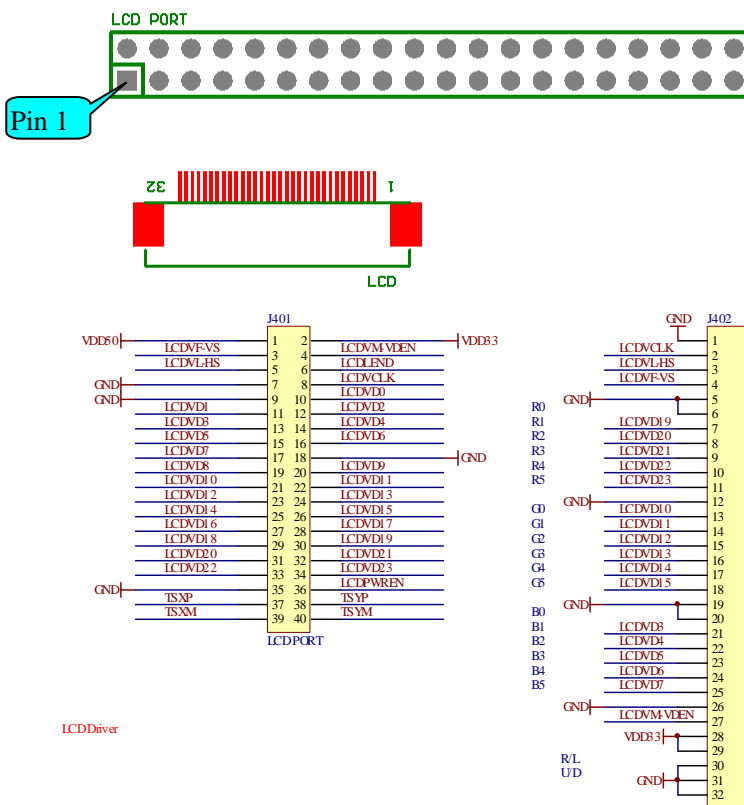 LCD PORT
Pin 1
32 1
LCD
J401
VDD50 1 2 VDD33
LCDVF-VS 3 4 LCDVM-VDEN
LCDVL-HS 5 6 LCDLEND
GND 7 8 LCDVCLK
GND 9 10 LCDVD0
LCDVD1 11 12 LCDVD2
LCDVD3 13 14 LCDVD4
LCDVD5 15 16 LCDVD6
LCDVD7 17 18 GND
LCDVD8 19 20 LCDVD9
LCDVD10 21 22 LCDVD11
LCDVD12 23 24 LCDVD13
LCDVD14 25 26 LCDVD15
LCDVD16 27 28 LCDVD17
LCDVD18 29 30 LCDVD19
LCDVD20 31 32 LCDVD21
LCDVD22 33 34 LCDVD23
GND 35 36 LCDPWREN
TSXP 37 38 TSYP
TSXM 39 40 TSYM
LCD PORT
LCD Driver
GND J402
1
LCDVCLK 2
LCDVL-HS 3
LCDVF-VS 4
GND 5
R0 6
R1 LCDVD19 7
R2 LCDVD20 8
R3 LCDVD21 9
R4 LCDVD22 10
R5 LCDVD23 11
GND 12
G0 LCDVD10 13
G1 LCDVD11 14
G2 LCDVD12 15
G3 LCDVD13 16
G4 LCDVD14 17
G5 LCDVD15 18
GND 19
B0 20
B1 LCDVD3 21
B2 LCDVD4 22
B3 LCDVD5 23
B4 LCDVD6 24
B5 LCDVD7 25
GND 26
LCDVM-VDEN 27
VDD33 28
29
R/L 30
U/D GND 31
32